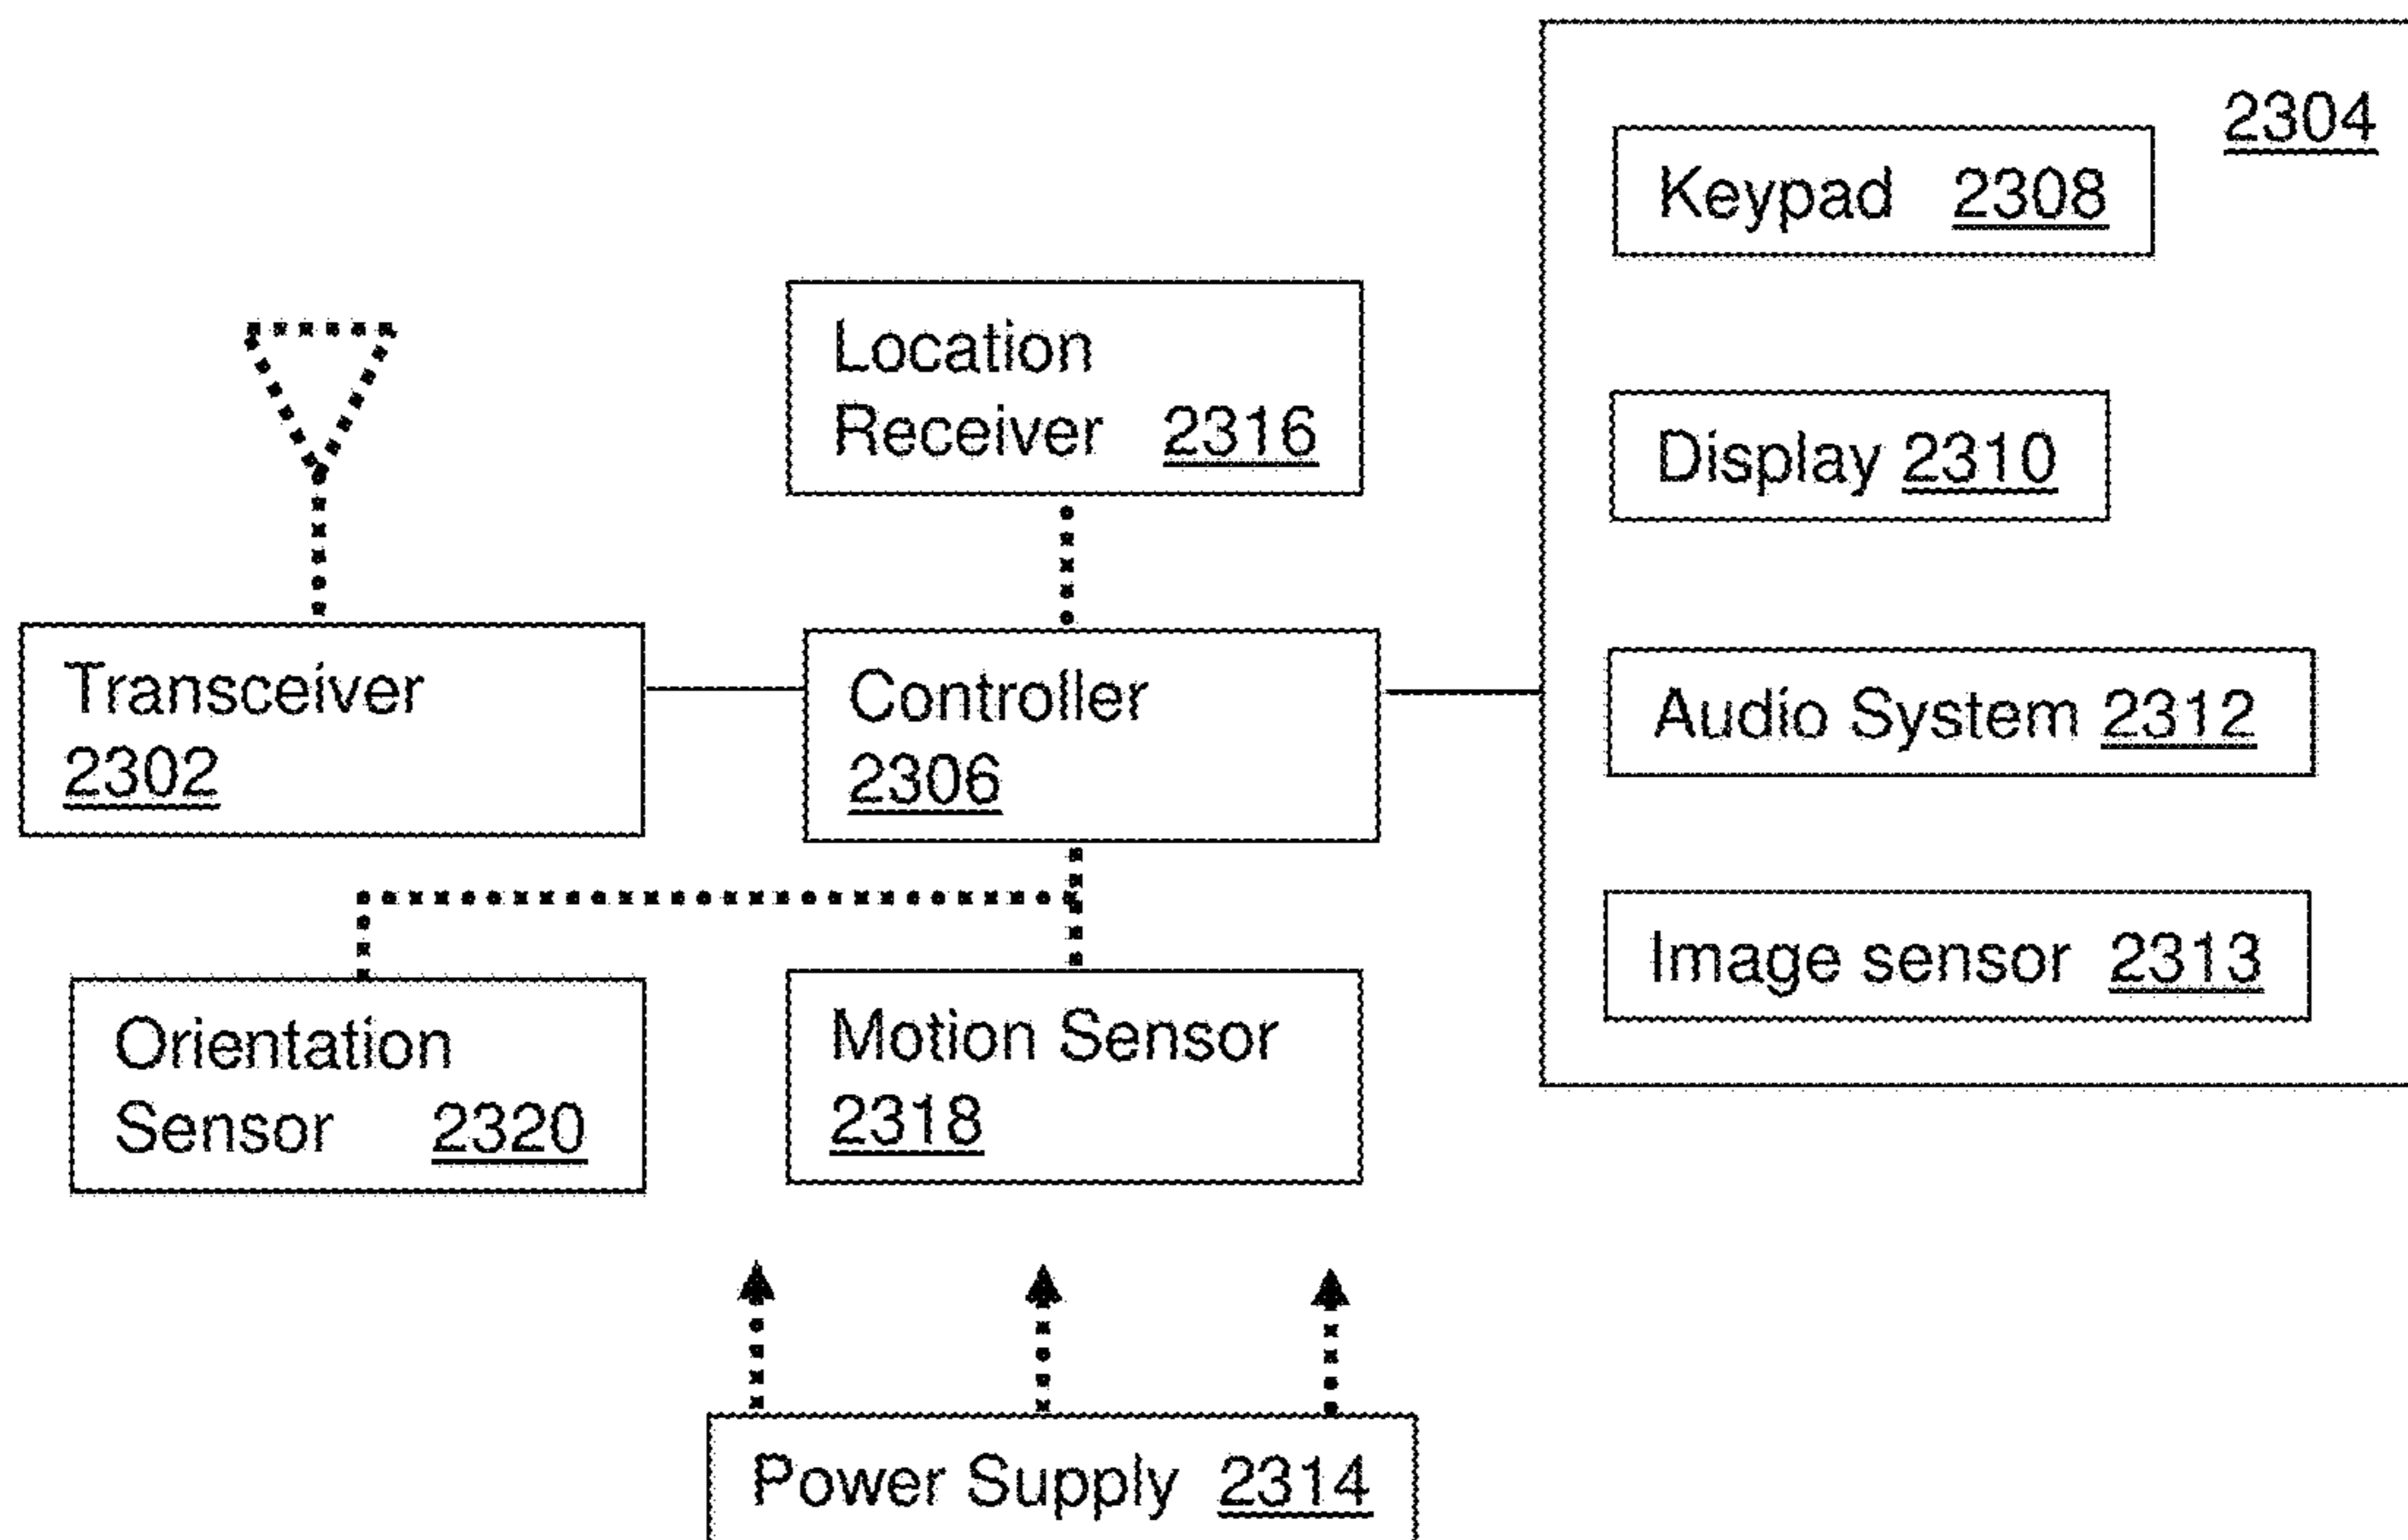 2304
Keypad 2308
Location
Receiver 2316
Display 2310
Transceiver
2302
Controller
2306
Audio System 2312
Image sensor 2313
Orientation
Sensor 2320
Motion Sensor
2318
Power Supply 2314